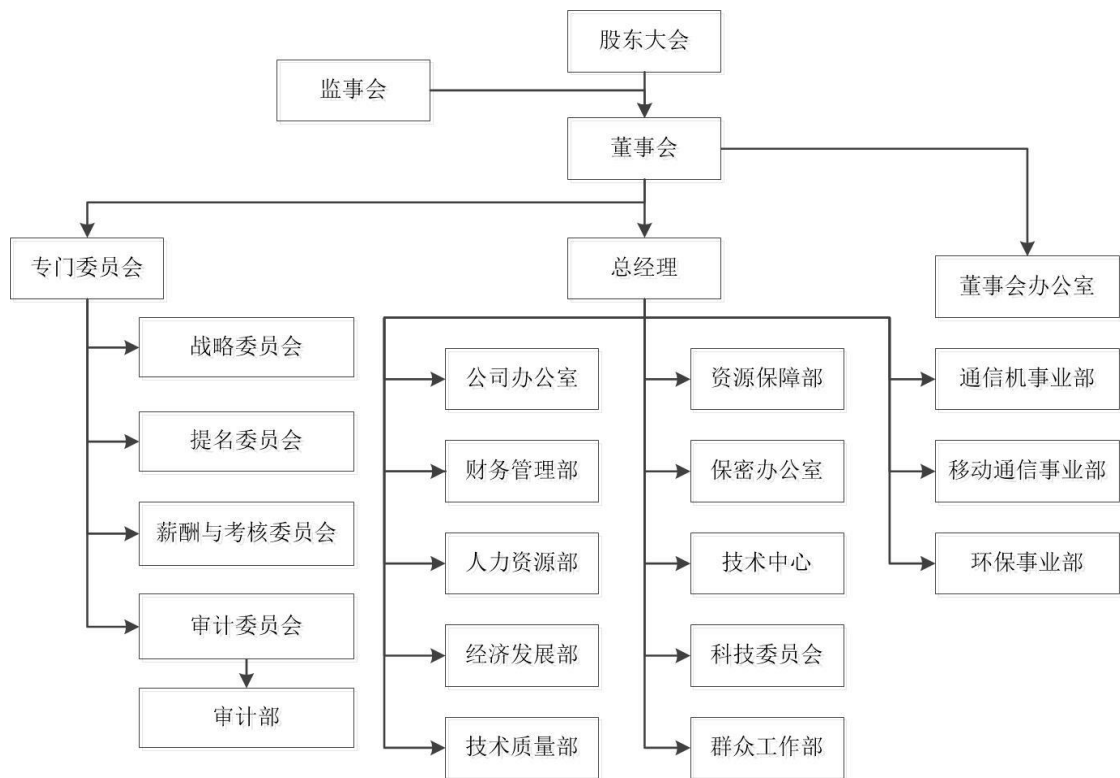 股东大会
监事会
董事会
专门委员会
总经理
董事会办公室
战略委员会
提名委员会
薪酬与考核委员会
审计委员会
审计部
公司办公室
财务管理部
人力资源部
经济发展部
技术质量部
资源保障部
保密办公室
技术中心
科技委员会
群众工作部
通信机事业部
移动通信事业部
环保事业部